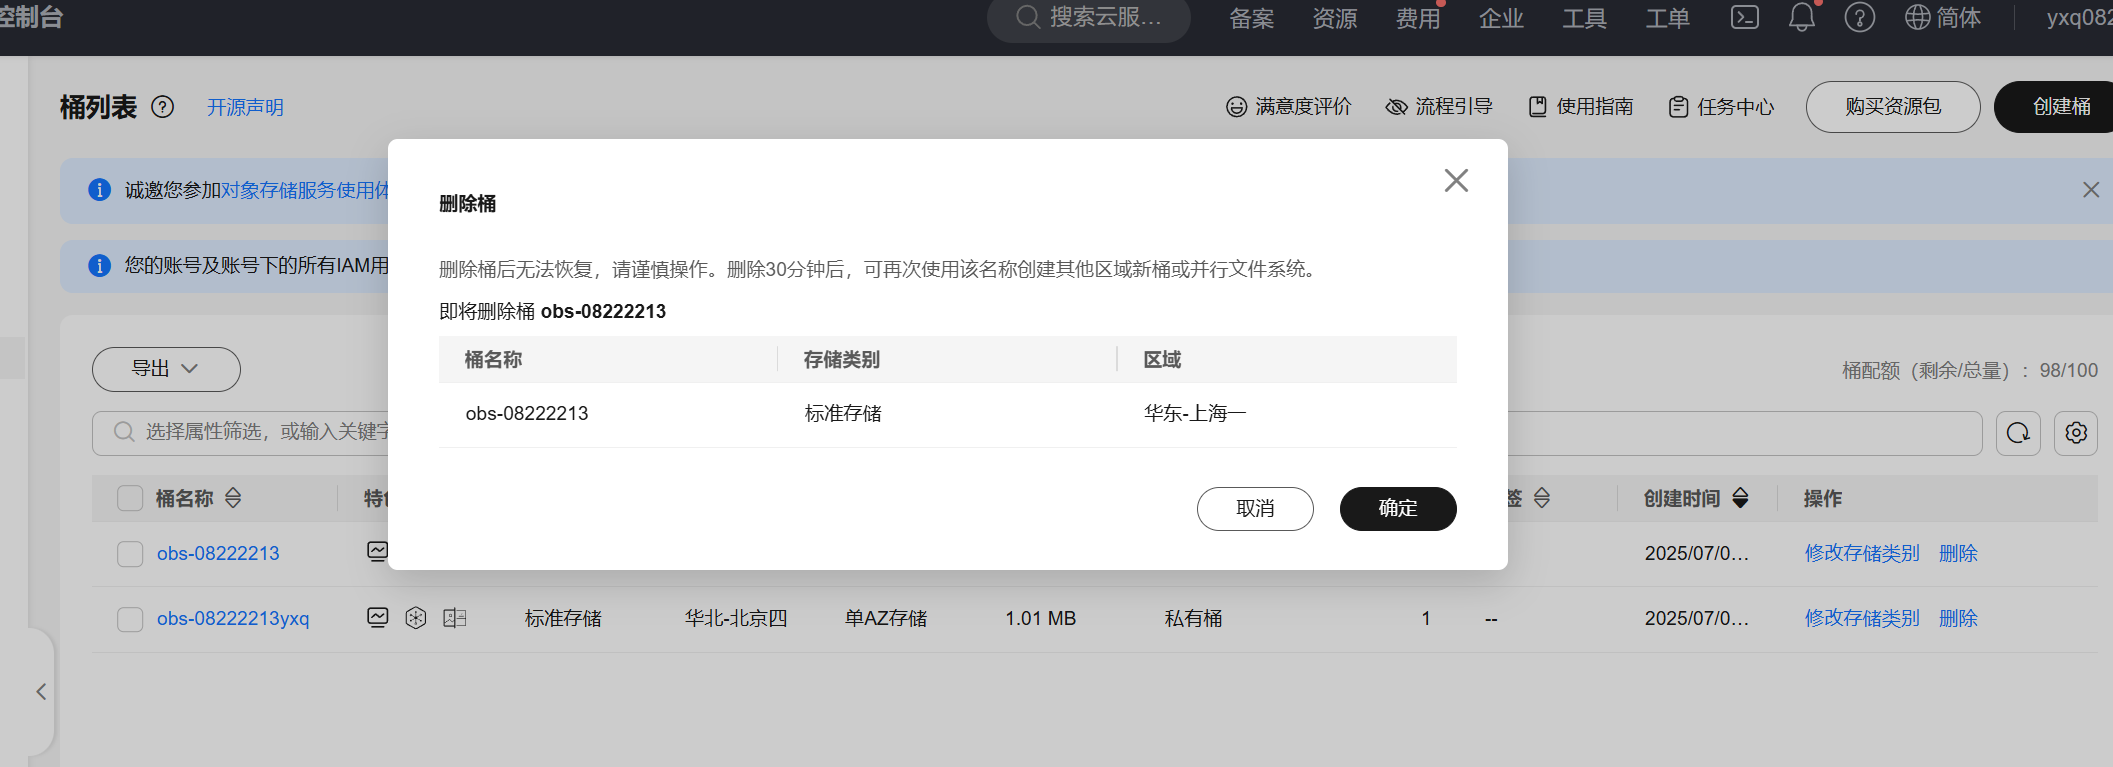 控制台
搜索云服... 备案 资源 费用 企业 工具 工单 简体 yxq082
桶列表 开源声明 满意度评价 流程引导 使用指南 任务中心 购买资源包 创建桶
诚邀您参加对象存储服务使用体
您的账号及账号下的所有IAM用
删除桶
删除桶后无法恢复，请谨慎操作。删除30分钟后，可再次使用该名称创建其他区域新桶或并行文件系统。
即将删除桶 obs-08222213
桶名称 存储类别 区域
obs-08222213 标准存储 华东-上海一
取消 确定
导出 桶配额（剩余/总量）：98/100
选择属性筛选，或输入关键字
桶名称 特 签 创建时间 操作
obs-08222213 2025/07/0... 修改存储类别 删除
obs-08222213yxq 标准存储 华北-北京四 单AZ存储 1.01 MB 私有桶 1 -- 2025/07/0... 修改存储类别 删除